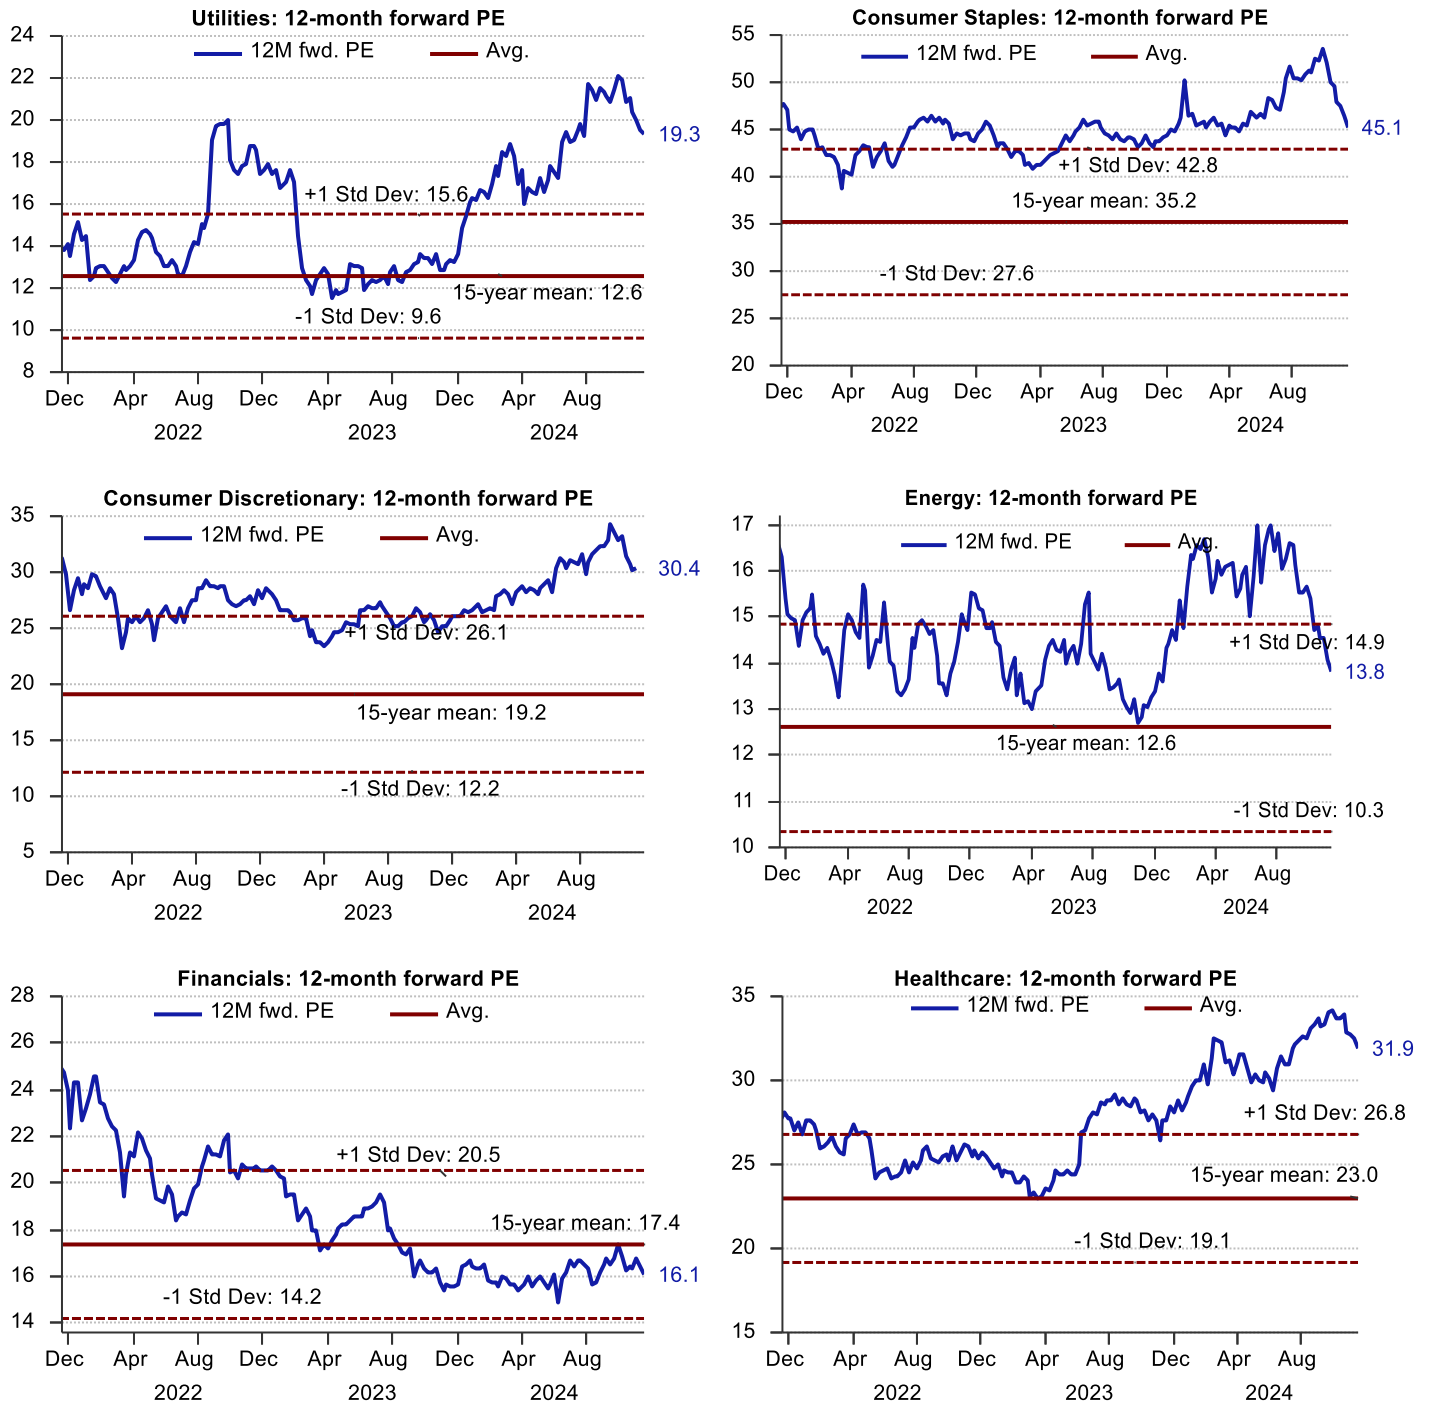 Utilities: 12-month forward PE
12M fwd. PE
Avg.
24
22
20
18
16
14
12
10
8
19.3
+1 Std Dev: 15.6
15-year mean: 12.6
-1 Std Dev: 9.6
Dec Apr Aug Dec Apr Aug Dec Apr Aug
2022 2023 2024
Consumer Staples: 12-month forward PE
12M fwd. PE
Avg.
55
50
45
40
35
30
25
20
45.1
+1 Std Dev: 42.8
15-year mean: 35.2
-1 Std Dev: 27.6
Dec Apr Aug Dec Apr Aug Dec Apr Aug
2022 2023 2024
Consumer Discretionary: 12-month forward PE
12M fwd. PE
Avg.
35
30
25
20
15
10
5
30.4
+1 Std Dev: 26.1
15-year mean: 19.2
-1 Std Dev: 12.2
Dec Apr Aug Dec Apr Aug Dec Apr Aug
2022 2023 2024
Energy: 12-month forward PE
12M fwd. PE
Avg.
17
16
15
14
13
12
11
10
+1 Std Dev: 14.9
13.8
15-year mean: 12.6
-1 Std Dev: 10.3
Dec Apr Aug Dec Apr Aug Dec Apr Aug
2022 2023 2024
Financials: 12-month forward PE
12M fwd. PE
Avg.
28
26
24
22
20
18
16
14
+1 Std Dev: 20.5
15-year mean: 17.4
16.1
-1 Std Dev: 14.2
Dec Apr Aug Dec Apr Aug Dec Apr Aug
2022 2023 2024
Healthcare: 12-month forward PE
12M fwd. PE
Avg.
35
30
25
20
15
31.9
+1 Std Dev: 26.8
15-year mean: 23.0
-1 Std Dev: 19.1
Dec Apr Aug Dec Apr Aug Dec Apr Aug
2022 2023 2024